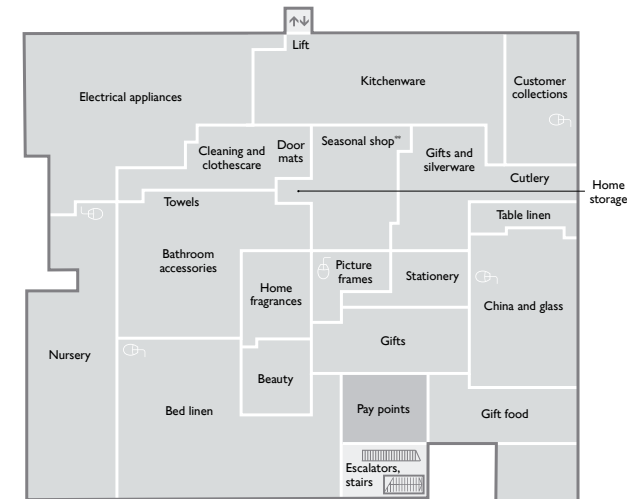 Lift
Kitchenware
Customer
collections
Electrical appliances
Cleaning and
clothescare
Door
mats
Seasonal shop
Gifts and
silverware
Cutlery
Home
storage
Towels
Table linen
Bathroom
accessories
Picture
frames
Stationery
Home
fragrances
China and glass
Gifts
Nursery
Beauty
Bed linen
Pay points
Gift food
Escalators,
stairs